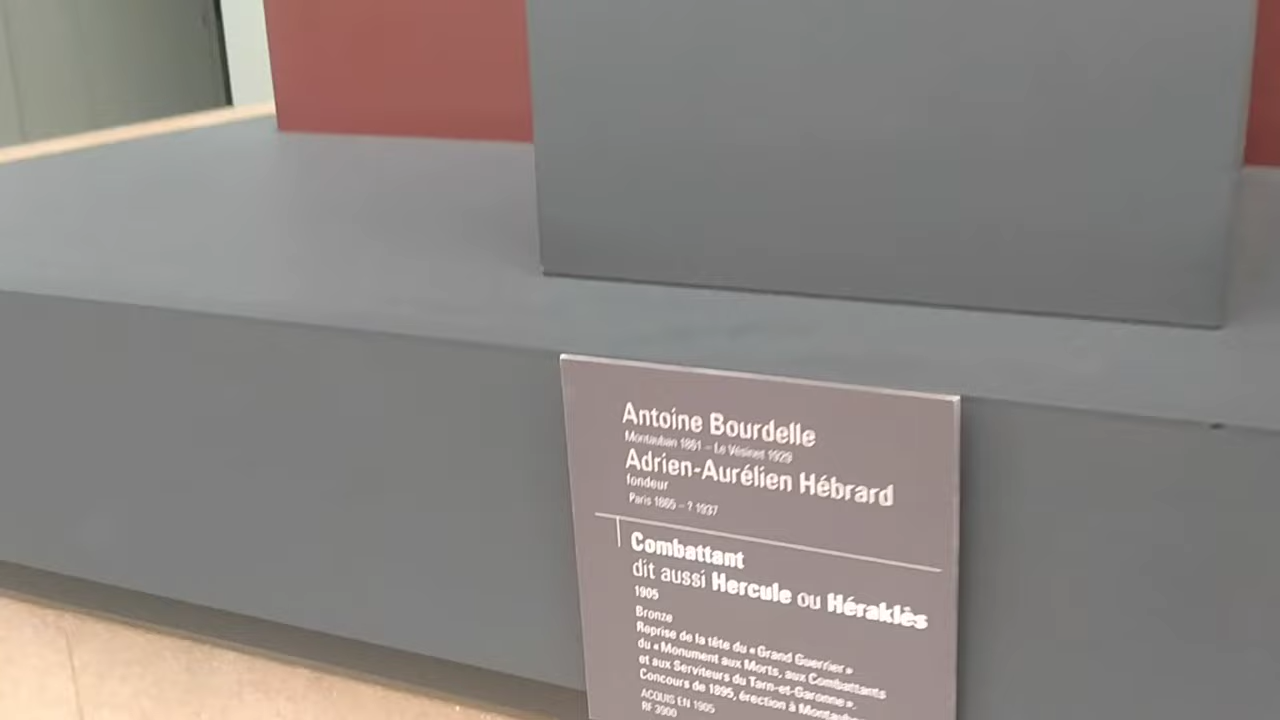 Antoine Bourdelle
Montauban 1861 – Le Vésinet 1929
Adrien-Aurélien Hébrard
fondeur
Paris 1865 – ? 1937
Combattant
dit aussi Hercule ou Héraklès
1905
Bronze
Reprise de la tête du « Grand Guerrier »
du « Monument aux Morts, aux Combattants
et aux Serviteurs du Tarn-et-Garonne ».
Concours de 1895, érection à
ACQUIS EN 1905
RF 3900